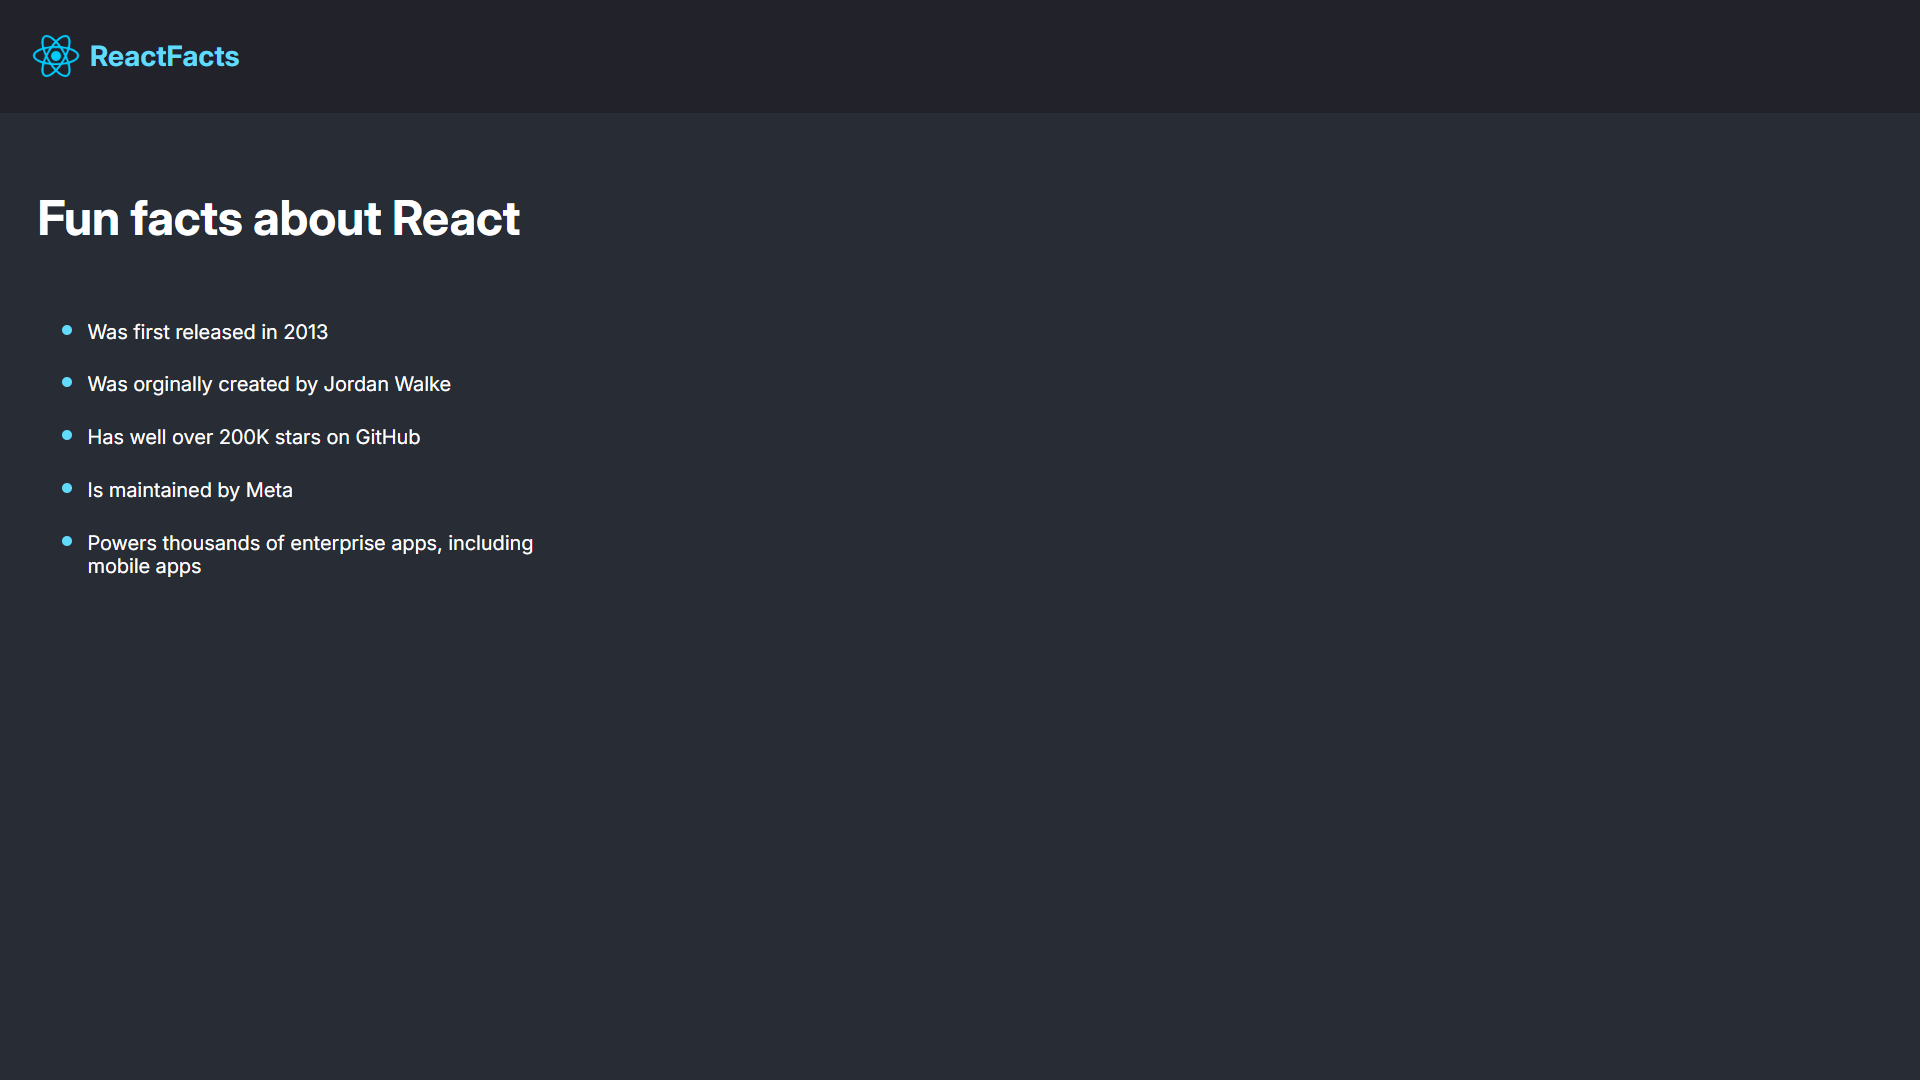 ReactFacts
Fun facts about React
Was first released in 2013
Was orginally created by Jordan Walke
Has well over 200K stars on GitHub
Is maintained by Meta
Powers thousands of enterprise apps, including
mobile apps